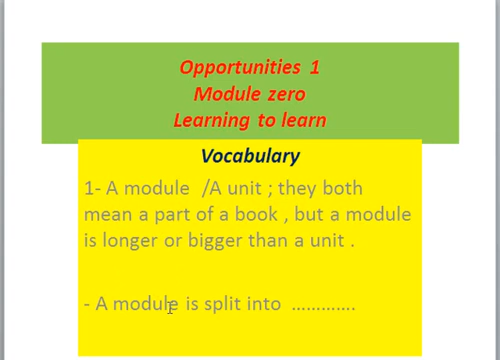 Opportunities 1
Module zero
Learning to learn
Vocabulary
1- A module /A unit ; they both
mean a part of a book , but a module
is longer or bigger than a unit .
- A module is split into ………….